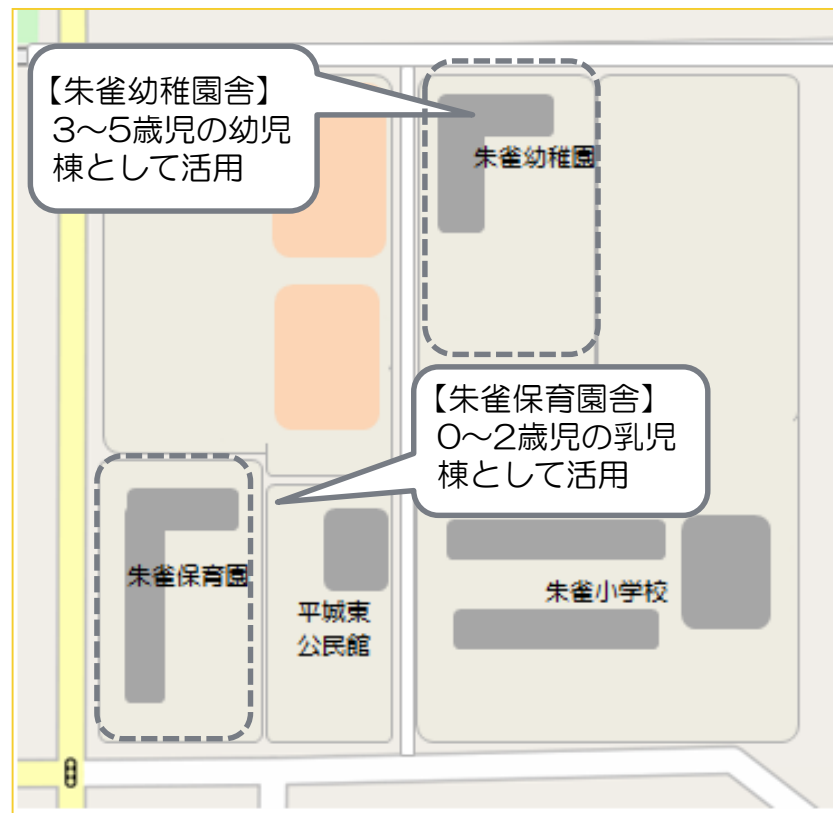 【朱雀幼稚園舎】
3～5歳児の幼児
棟として活用
朱雀幼稚園
【朱雀保育園舎】
0～2歳児の乳児
棟として活用
朱雀保育園
平城東
公民館
朱雀小学校